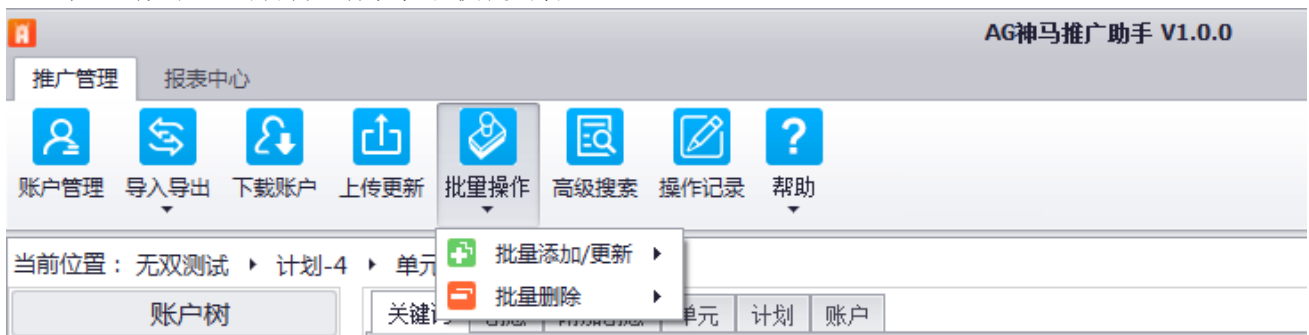 AG神马推广助手 V1.0.0
推广管理 报表中心
账户管理 导入导出 下载账户 上传更新 批量操作 高级搜索 操作记录 帮助
批量添加/更新
当前位置： 无双测试 计划-4 单元
批量删除
账户树 关键词 单元 计划 账户